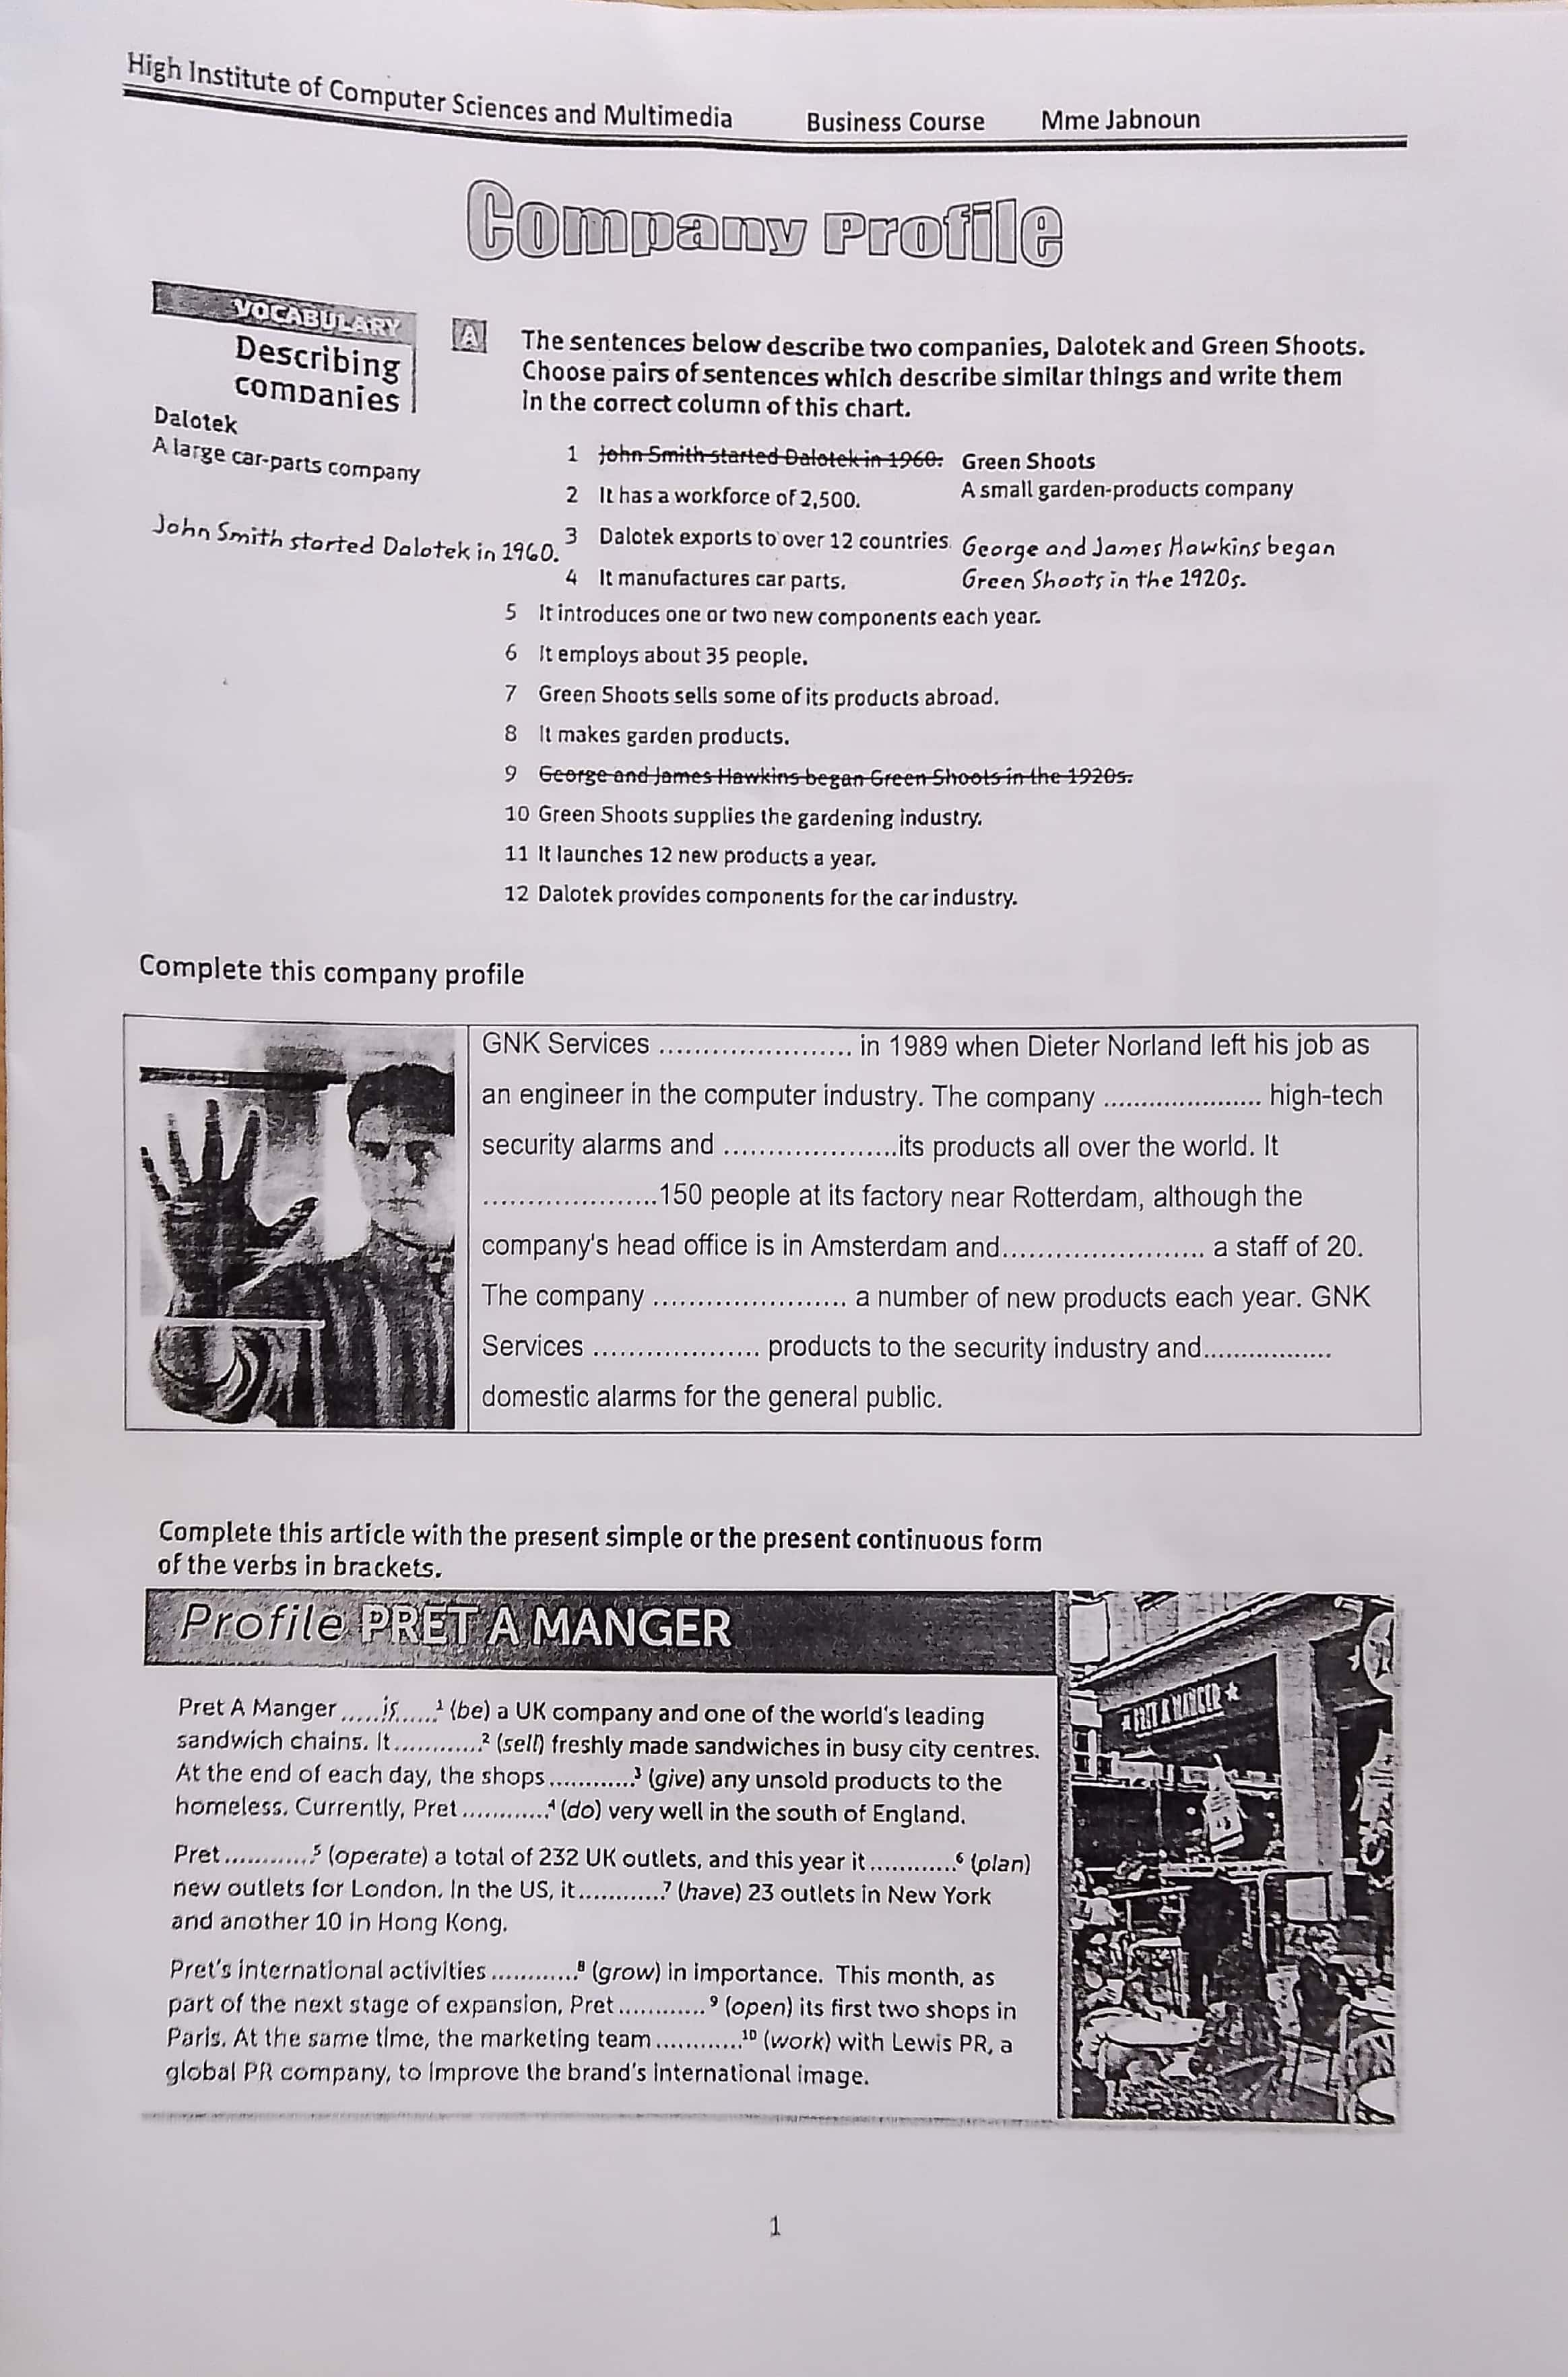 High Institute of Computer Sciences and Multimedia Business Course Mme Jabnoun
Company Profile
VOCABULARY
Describing
companies
Dalotek
A large car-parts company
John Smith started Dalotek in 1960.
A
The sentences below describe two companies, Dalotek and Green Shoots.
Choose pairs of sentences which describe similar things and write them
in the correct column of this chart.
1 John Smith started Dalotek in 1960.
2 It has a workforce of 2,500.
3 Dalotek exports to over 12 countries
4 It manufactures car parts.
Green Shoots
A small garden-products company
George and James Hawkins began
Green Shoots in the 1920s.
5 It introduces one or two new components each year.
6 It employs about 35 people.
7 Green Shoots sells some of its products abroad.
8 It makes garden products.
9 George and James Hawkins began Green Shoots in the 1920s.
10 Green Shoots supplies the gardening industry.
11 It launches 12 new products a year.
12 Dalotek provides components for the car industry.
Complete this company profile
GNK Services ...................... in 1989 when Dieter Norland left his job as
an engineer in the computer industry. The company ..................... high-tech
security alarms and ....................its products all over the world. It
....................150 people at its factory near Rotterdam, although the
company's head office is in Amsterdam and....................... a staff of 20.
The company ...................... a number of new products each year. GNK
Services ................... products to the security industry and.................
domestic alarms for the general public.
Complete this article with the present simple or the present continuous form
of the verbs in brackets.
Profile PRET A MANGER
Pret A Manger .....is......¹ (be) a UK company and one of the world's leading
sandwich chains. It............² (sell) freshly made sandwiches in busy city centres.
At the end of each day, the shops............³ (give) any unsold products to the
homeless. Currently, Pret............⁴ (do) very well in the south of England.
Pret............⁵ (operate) a total of 232 UK outlets, and this year it............⁶ (plan)
new outlets for London. In the US, it............⁷ (have) 23 outlets in New York
and another 10 in Hong Kong.
Pret's international activities............⁸ (grow) in importance. This month, as
part of the next stage of expansion, Pret............⁹ (open) its first two shops in
Paris. At the same time, the marketing team............¹⁰ (work) with Lewis PR, a
global PR company, to improve the brand's international image.
PRET A MANGER
1